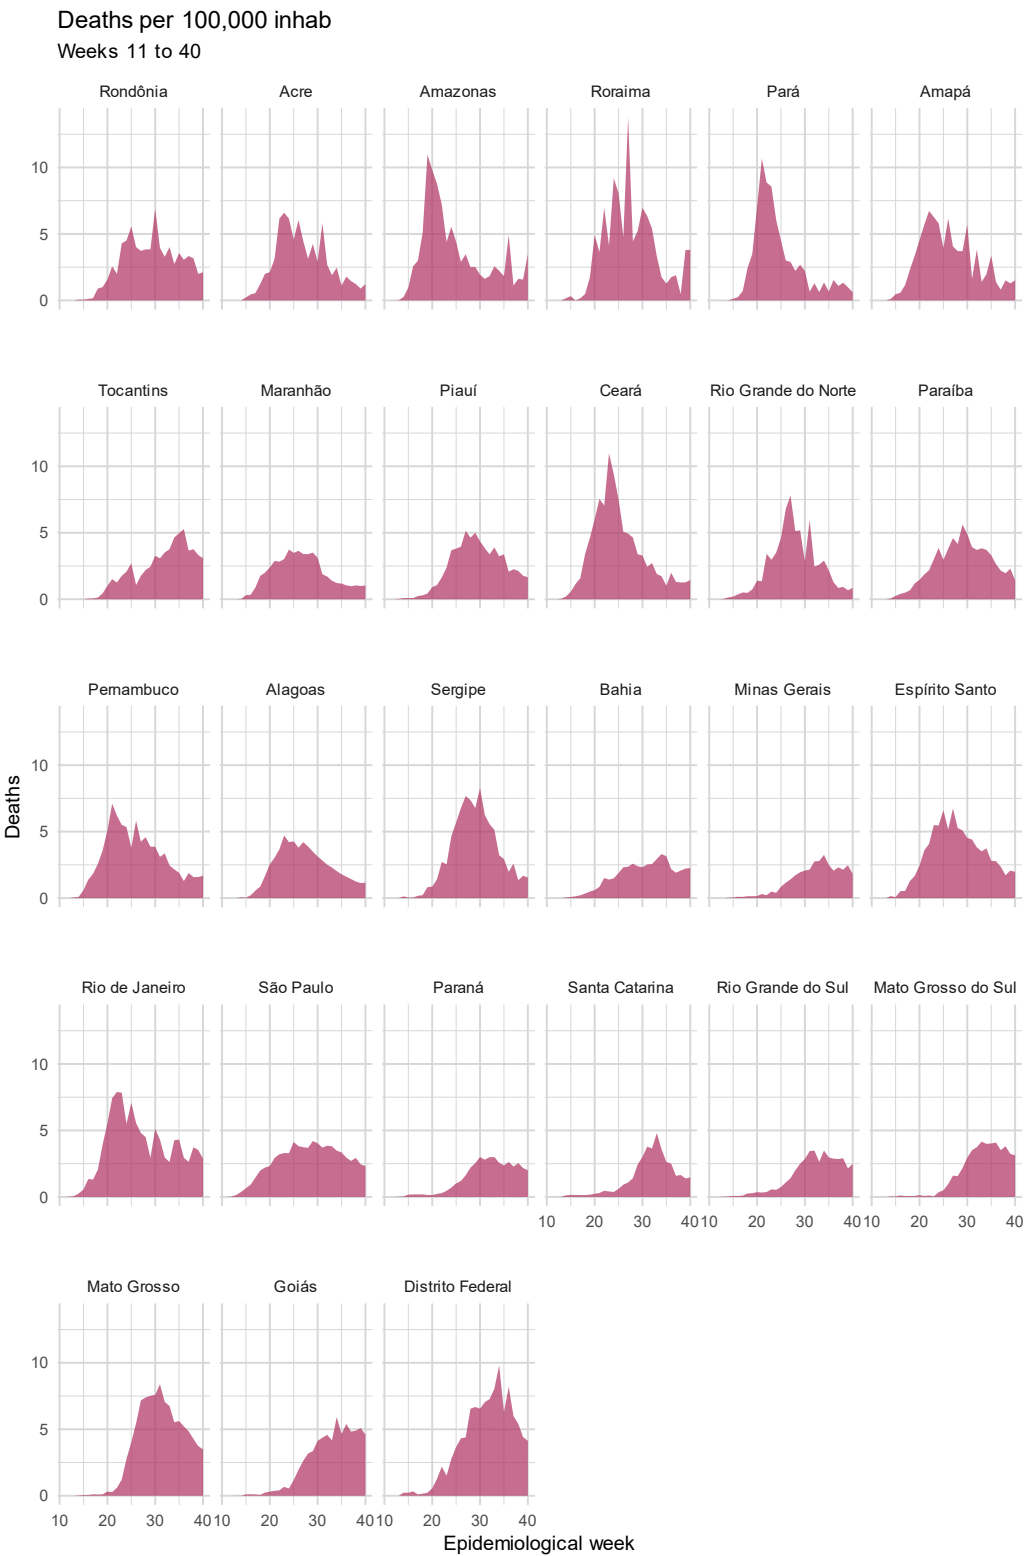 Deaths per 100,000 inhab
Weeks 11 to 40
Rondônia Acre Amazonas Roraima Pará Amapá
10
5
0
Tocantins Maranhão Piauí Ceará Rio Grande do Norte Paraíba
10
5
0
Pernambuco Alagoas Sergipe Bahia Minas Gerais Espírito Santo
10
5
0
Deaths
Rio de Janeiro São Paulo Paraná Santa Catarina Rio Grande do Sul Mato Grosso do Sul
10
5
0
10 20 30 40 10 20 30 40 10 20 30 40
Mato Grosso Goiás Distrito Federal
10
5
0
10 20 30 40 10 20 30 40 10 20 30 40
Epidemiological week